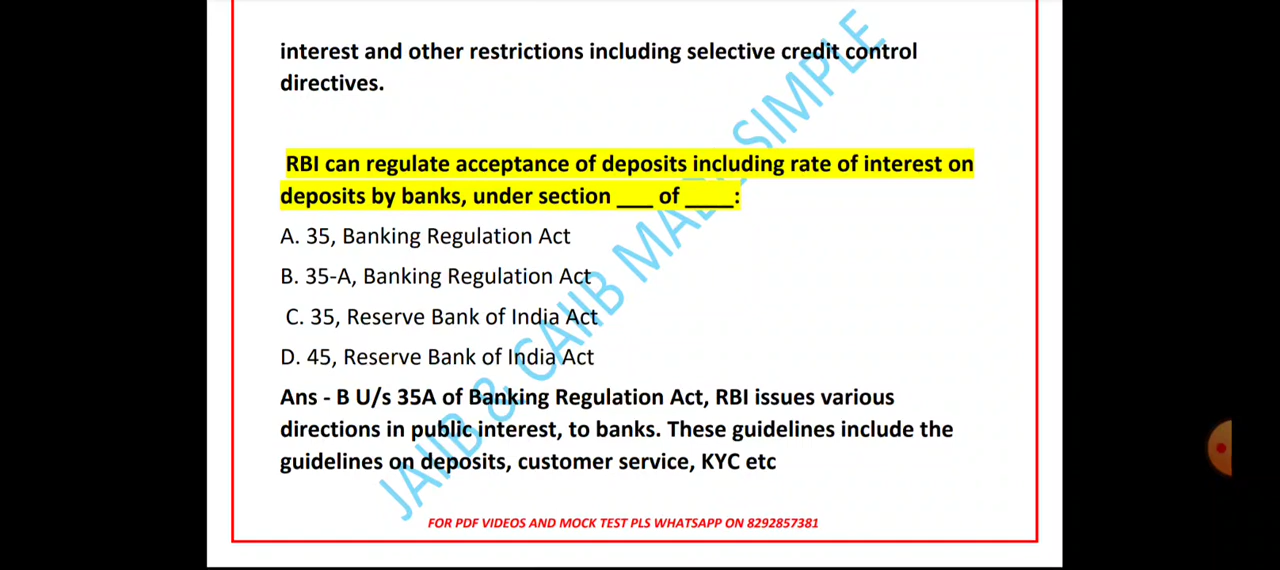 interest and other restrictions including selective credit control
directives.
RBI can regulate acceptance of deposits including rate of interest on
deposits by banks, under section ___ of ____:
A. 35, Banking Regulation Act
B. 35-A, Banking Regulation Act
C. 35, Reserve Bank of India Act
D. 45, Reserve Bank of India Act
Ans - B U/s 35A of Banking Regulation Act, RBI issues various
directions in public interest, to banks. These guidelines include the
guidelines on deposits, customer service, KYC etc
JAIIB & CAIIB MADE SIMPLE
FOR PDF VIDEOS AND MOCK TEST PLS WHATSAPP ON 8292857381